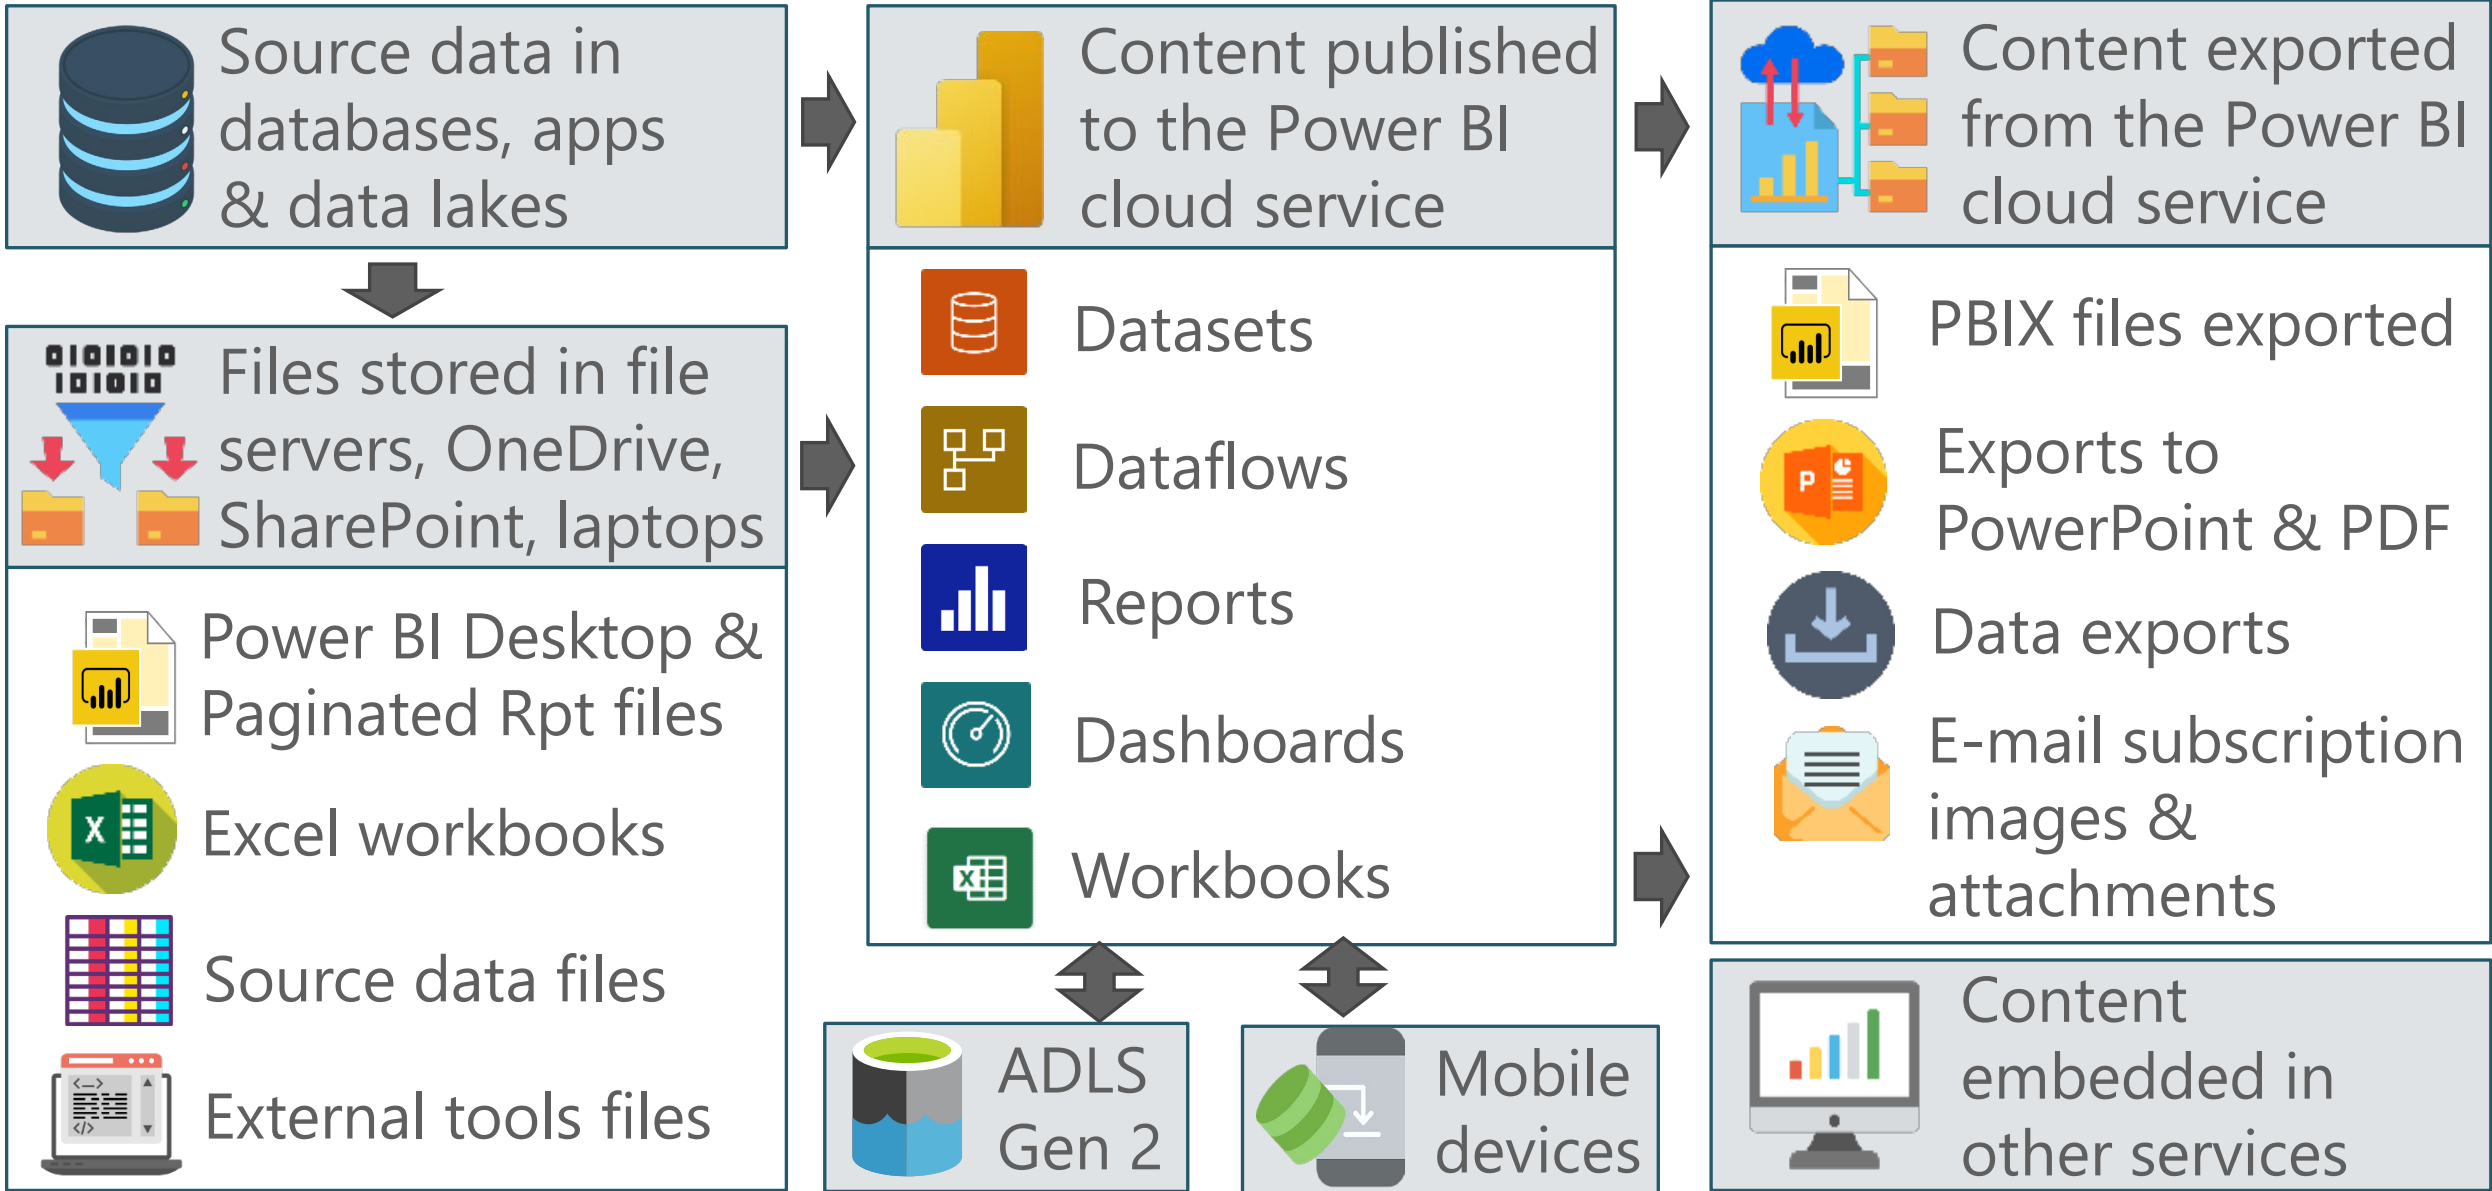 Source data in
databases, apps
& data lakes
Files stored in file
servers, OneDrive,
SharePoint, laptops
Power BI Desktop &
Paginated Rpt files
Excel workbooks
Source data files
External tools files
Content published
to the Power BI
cloud service
Datasets
Dataflows
Reports
Dashboards
Workbooks
ADLS
Gen 2
Mobile
devices
Content exported
from the Power BI
cloud service
PBIX files exported
Exports to
PowerPoint & PDF
Data exports
E-mail subscription
images &
attachments
Content
embedded in
other services